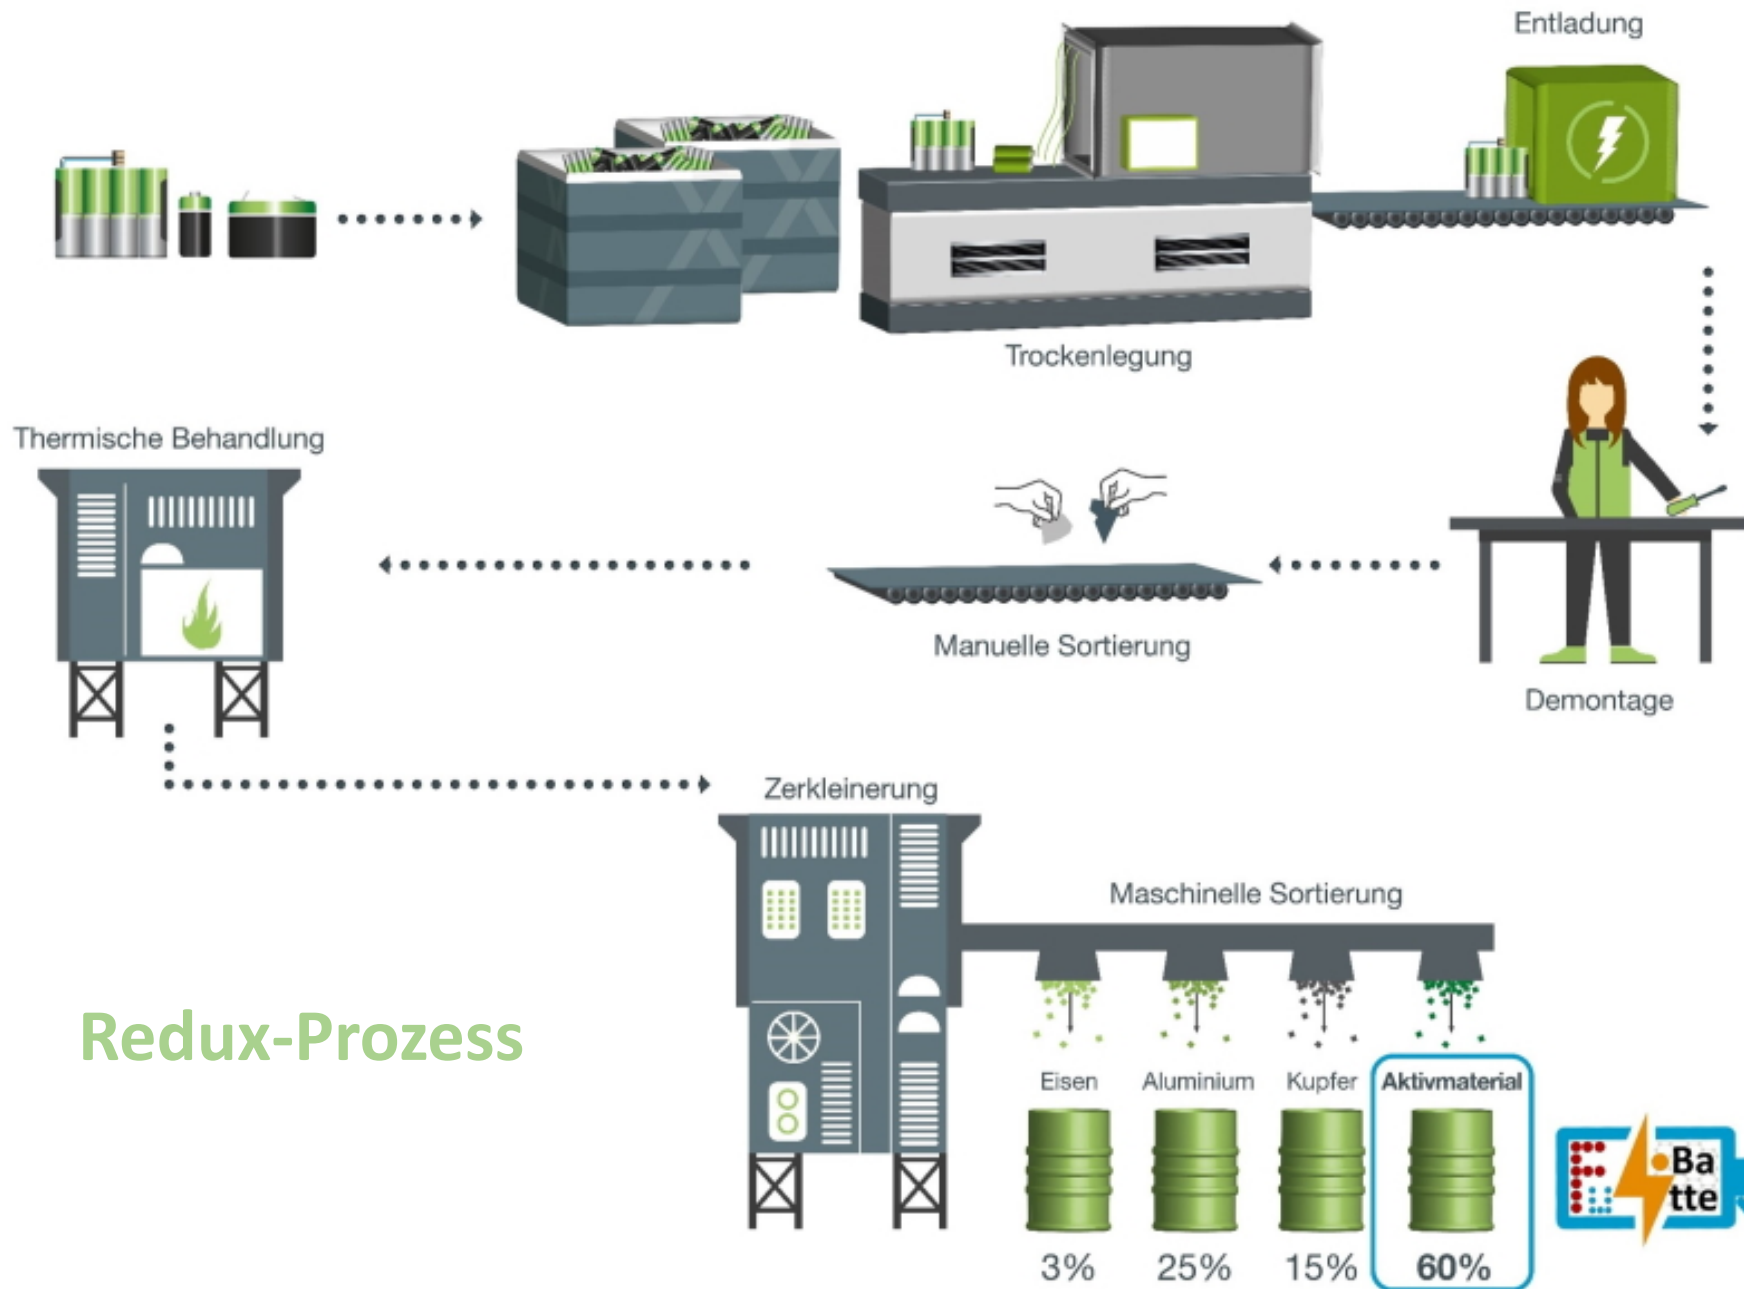 Entladung
Trockenlegung
Thermische Behandlung
Manuelle Sortierung
Demontage
Zerkleinerung
Maschinelle Sortierung
Redux-Prozess
Eisen Aluminium Kupfer Aktivmaterial
3% 25% 15% 60%
Ba
tte